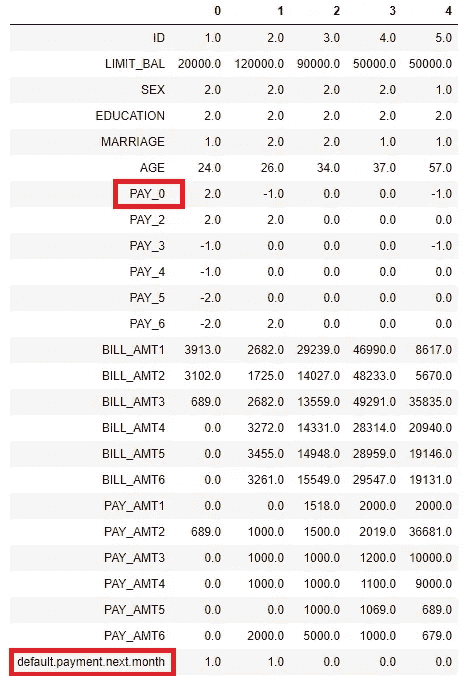 0 1 2 3 4
ID 1.0 2.0 3.0 4.0 5.0
LIMIT_BAL 20000.0 120000.0 90000.0 50000.0 50000.0
SEX 2.0 2.0 2.0 2.0 1.0
EDUCATION 2.0 2.0 2.0 2.0 2.0
MARRIAGE 1.0 2.0 2.0 1.0 1.0
AGE 24.0 26.0 34.0 37.0 57.0
PAY_0 2.0 -1.0 0.0 0.0 -1.0
PAY_2 2.0 2.0 0.0 0.0 0.0
PAY_3 -1.0 0.0 0.0 0.0 -1.0
PAY_4 -1.0 0.0 0.0 0.0 0.0
PAY_5 -2.0 0.0 0.0 0.0 0.0
PAY_6 -2.0 2.0 0.0 0.0 0.0
BILL_AMT1 3913.0 2682.0 29239.0 46990.0 8617.0
BILL_AMT2 3102.0 1725.0 14027.0 48233.0 5670.0
BILL_AMT3 689.0 2682.0 13559.0 49291.0 35835.0
BILL_AMT4 0.0 3272.0 14331.0 28314.0 20940.0
BILL_AMT5 0.0 3455.0 14948.0 28959.0 19146.0
BILL_AMT6 0.0 3261.0 15549.0 29547.0 19131.0
PAY_AMT1 0.0 0.0 1518.0 2000.0 2000.0
PAY_AMT2 689.0 1000.0 1500.0 2019.0 36681.0
PAY_AMT3 0.0 1000.0 1000.0 1200.0 10000.0
PAY_AMT4 0.0 1000.0 1000.0 1100.0 9000.0
PAY_AMT5 0.0 0.0 1000.0 1069.0 689.0
PAY_AMT6 0.0 2000.0 5000.0 1000.0 679.0
default.payment.next.month 1.0 1.0 0.0 0.0 0.0